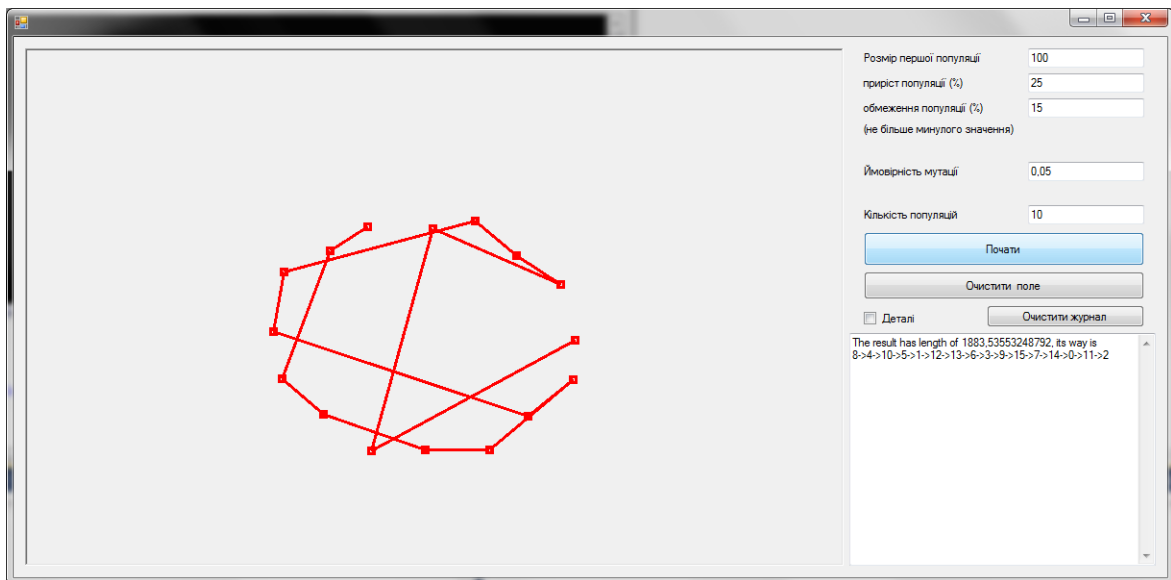 Розмір першої популяції 100
приріст популяції (%) 25
обмеження популяції (%) 15
(не більше минулого значення)
Ймовірність мутації 0,05
Кількість популяцій 10
Почати
Очистити поле
Деталі Очистити журнал
The result has length of 1883,53553248792, its way is
8->4->10->5->1->12->13->6->3->9->15->7->14->0->11->2